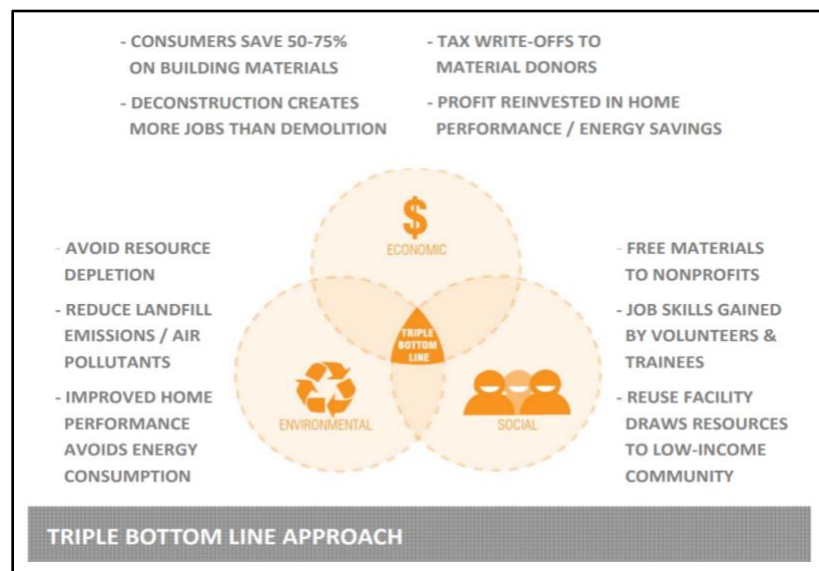 - CONSUMERS SAVE 50-75%
ON BUILDING MATERIALS
- DECONSTRUCTION CREATES
MORE JOBS THAN DEMOLITION
- TAX WRITE-OFFS TO
MATERIAL DONORS
- PROFIT REINVESTED IN HOME
PERFORMANCE / ENERGY SAVINGS
$
ECONOMIC
- AVOID RESOURCE
DEPLETION
- REDUCE LANDFILL
EMISSIONS / AIR
POLLUTANTS
- IMPROVED HOME
PERFORMANCE
AVOIDS ENERGY
CONSUMPTION
TRIPLE
BOTTOM
LINE
ENVIRONMENTAL
SOCIAL
- FREE MATERIALS
TO NONPROFITS
- JOB SKILLS GAINED
BY VOLUNTEERS &
TRAINEES
- REUSE FACILITY
DRAWS RESOURCES
TO LOW-INCOME
COMMUNITY
TRIPLE BOTTOM LINE APPROACH